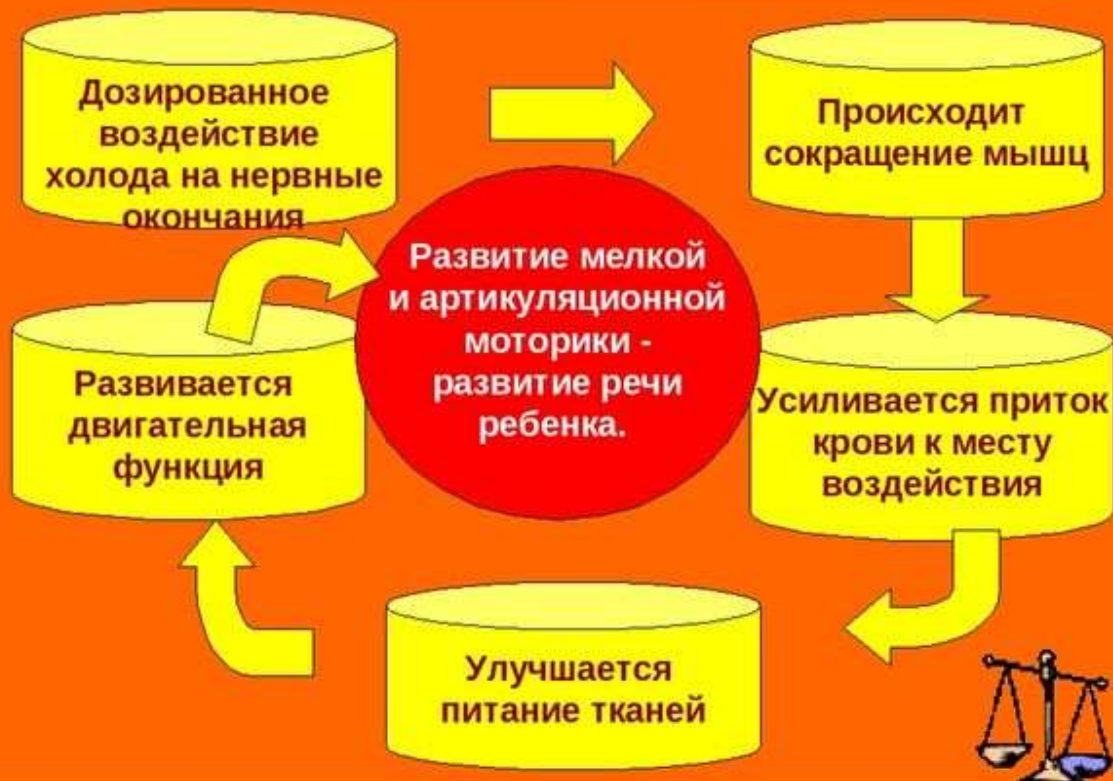 Дозированное
воздействие
холода на нервные
окончания
Происходит
сокращение мышц
Усиливается приток
крови к месту
воздействия
Улучшается
питание тканей
Развивается
двигательная
функция
Развитие мелкой
и артикуляционной
моторики -
развитие речи
ребенка.